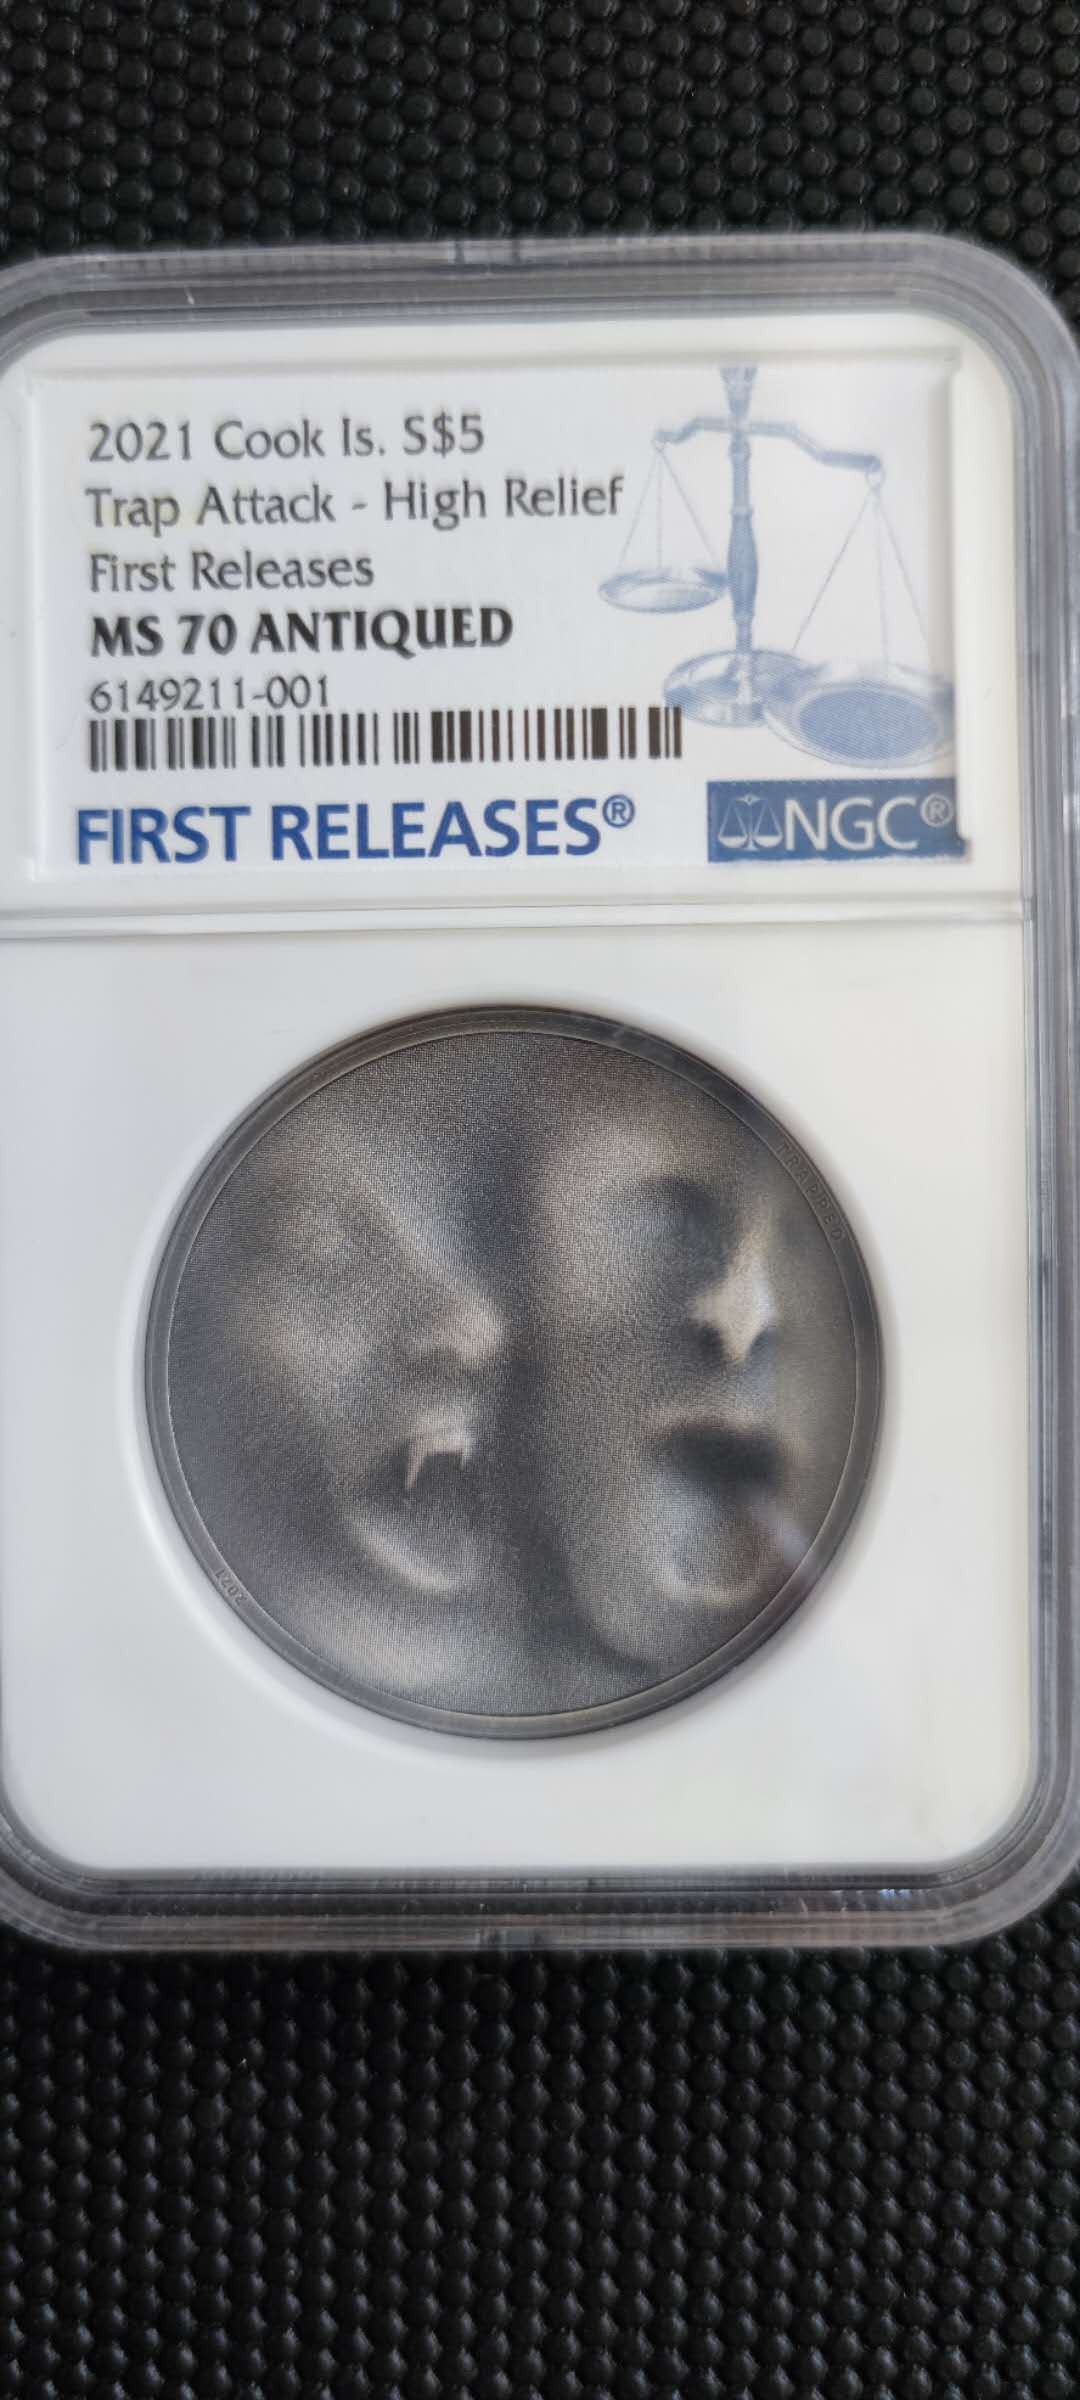 2021 Cook Is. S$5
Trap Attack - High Relief
First Releases
MS 70 ANTIQUED
6149211-001
FIRST RELEASES®
NGC®
TRAPPED
2021